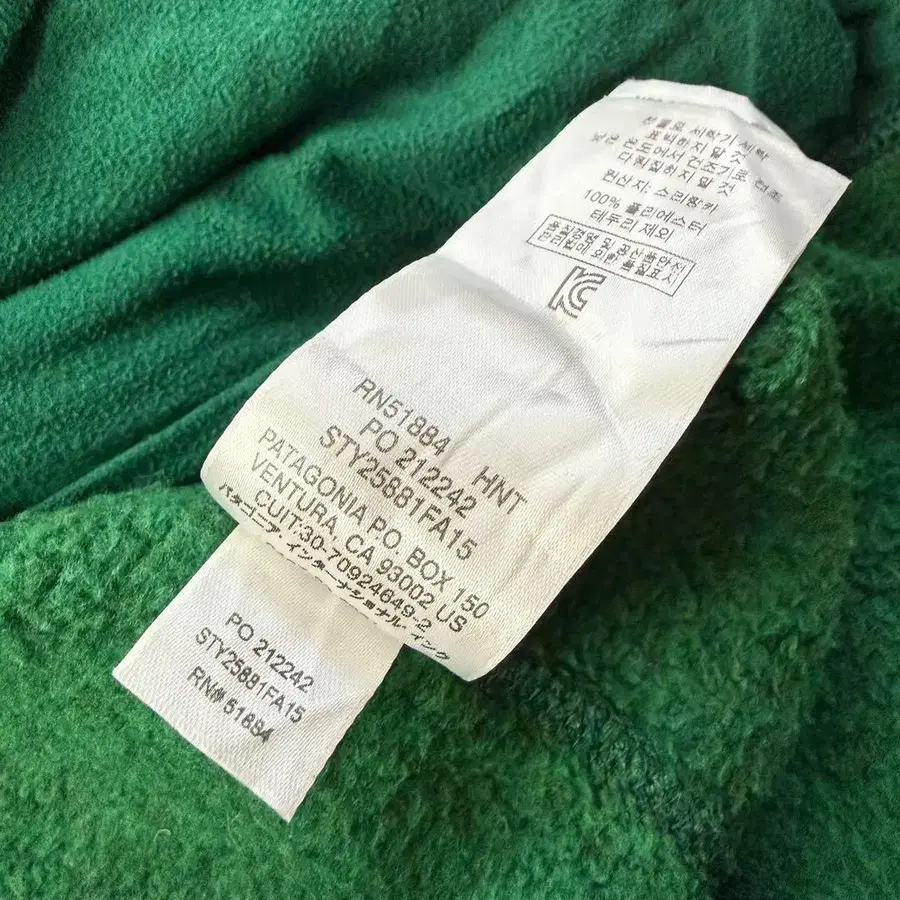 찬물로 세탁기 세탁
표백하지 말 것
낮은 온도에서 건조기로 건조
다림질하지 말 것
원산지: 스리랑카
100% 폴리에스터
테두리 제외
품질경영 및 공산품안전
관리법에 의한 품질표시
RN51884 HNT
PO 212242
STY25881FA15
PATAGONIA P.O. BOX 150
VENTURA, CA 93002 US
CUIT:30-70924649-2
パタゴニア・インターナショナル・インク
PO 212242
STY25881FA15
RN# 51884